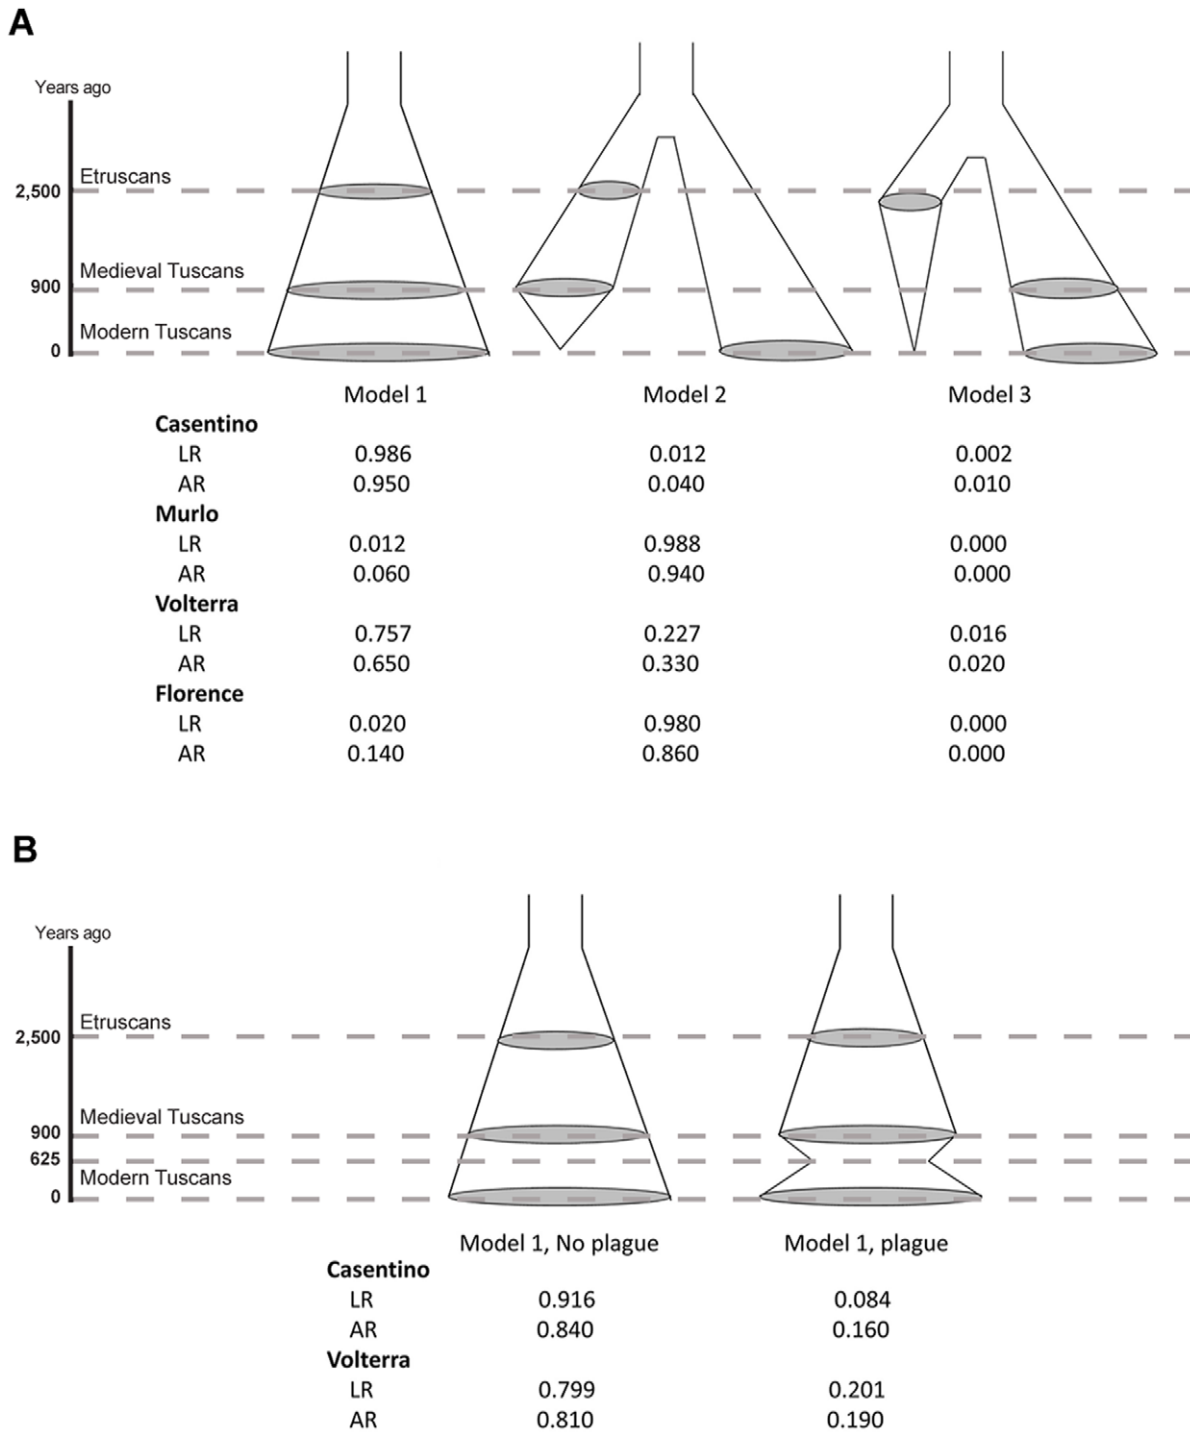 A
Years ago
Etruscans
2,500
Medieval Tuscans
900
Modern Tuscans
0
Model 1 Model 2 Model 3
Casentino
LR 0.986 0.012 0.002
AR 0.950 0.040 0.010
Murlo
LR 0.012 0.988 0.000
AR 0.060 0.940 0.000
Volterra
LR 0.757 0.227 0.016
AR 0.650 0.330 0.020
Florence
LR 0.020 0.980 0.000
AR 0.140 0.860 0.000
B
Years ago
Etruscans
2,500
Medieval Tuscans
900
625
Modern Tuscans
0
Model 1, No plague Model 1, plague
Casentino
LR 0.916 0.084
AR 0.840 0.160
Volterra
LR 0.799 0.201
AR 0.810 0.190